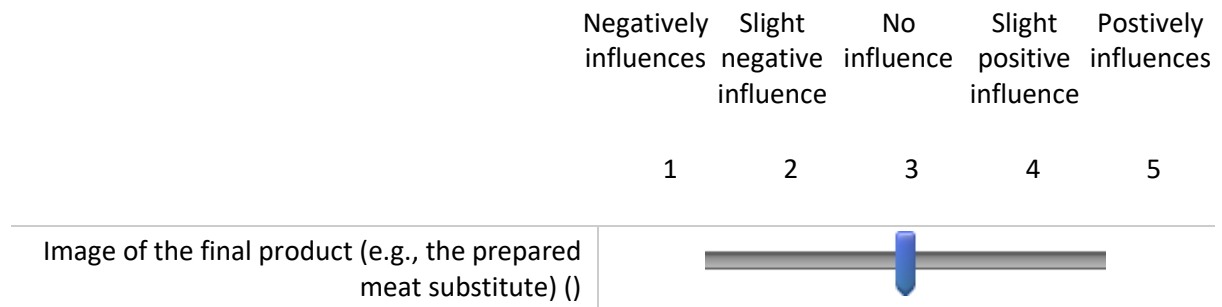 Negatively Slight No Slight Postively
influences negative influence positive influences
influence influence
1 2 3 4 5
Image of the final product (e.g., the prepared
meat substitute) ()